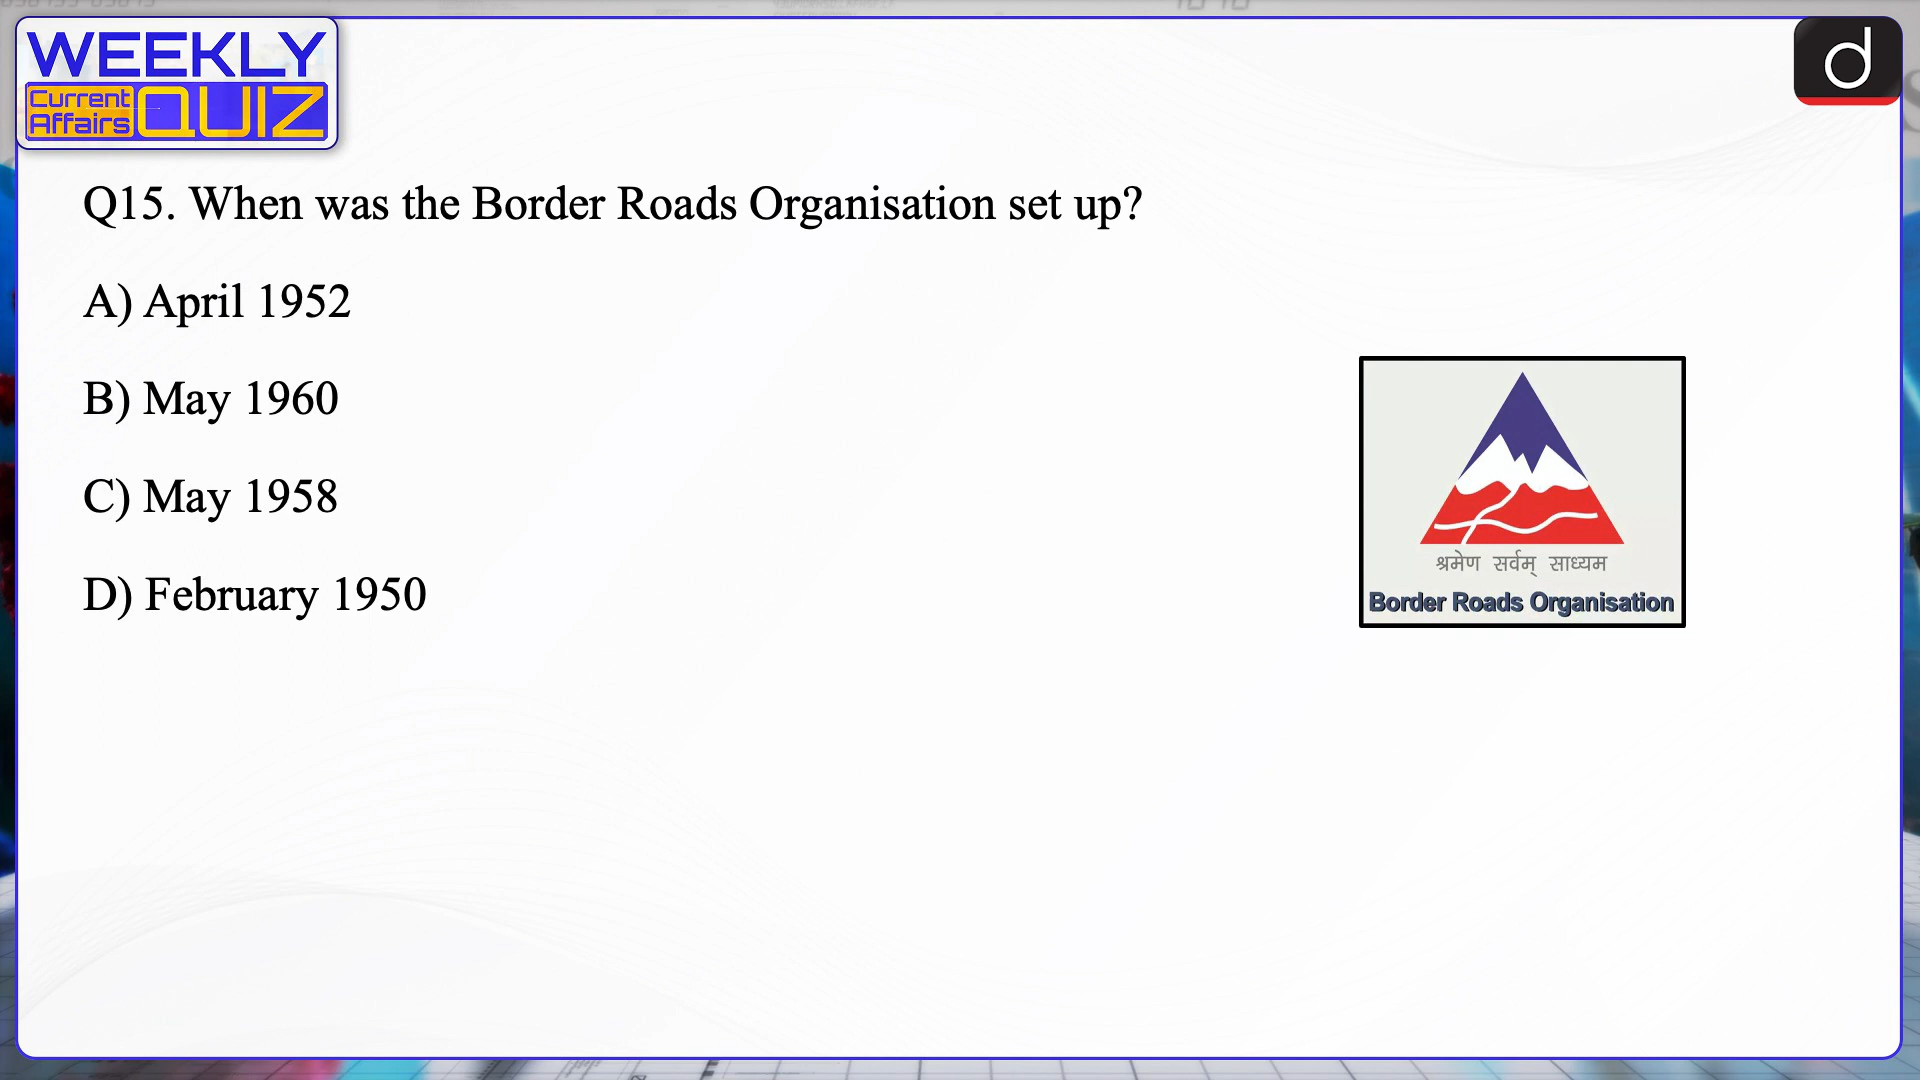 WEEKLY
Current
Affairs
QUIZ
d
Q15. When was the Border Roads Organisation set up?
A) April 1952
B) May 1960
C) May 1958
D) February 1950
श्रमेण सर्वम् साध्यम
Border Roads Organisation